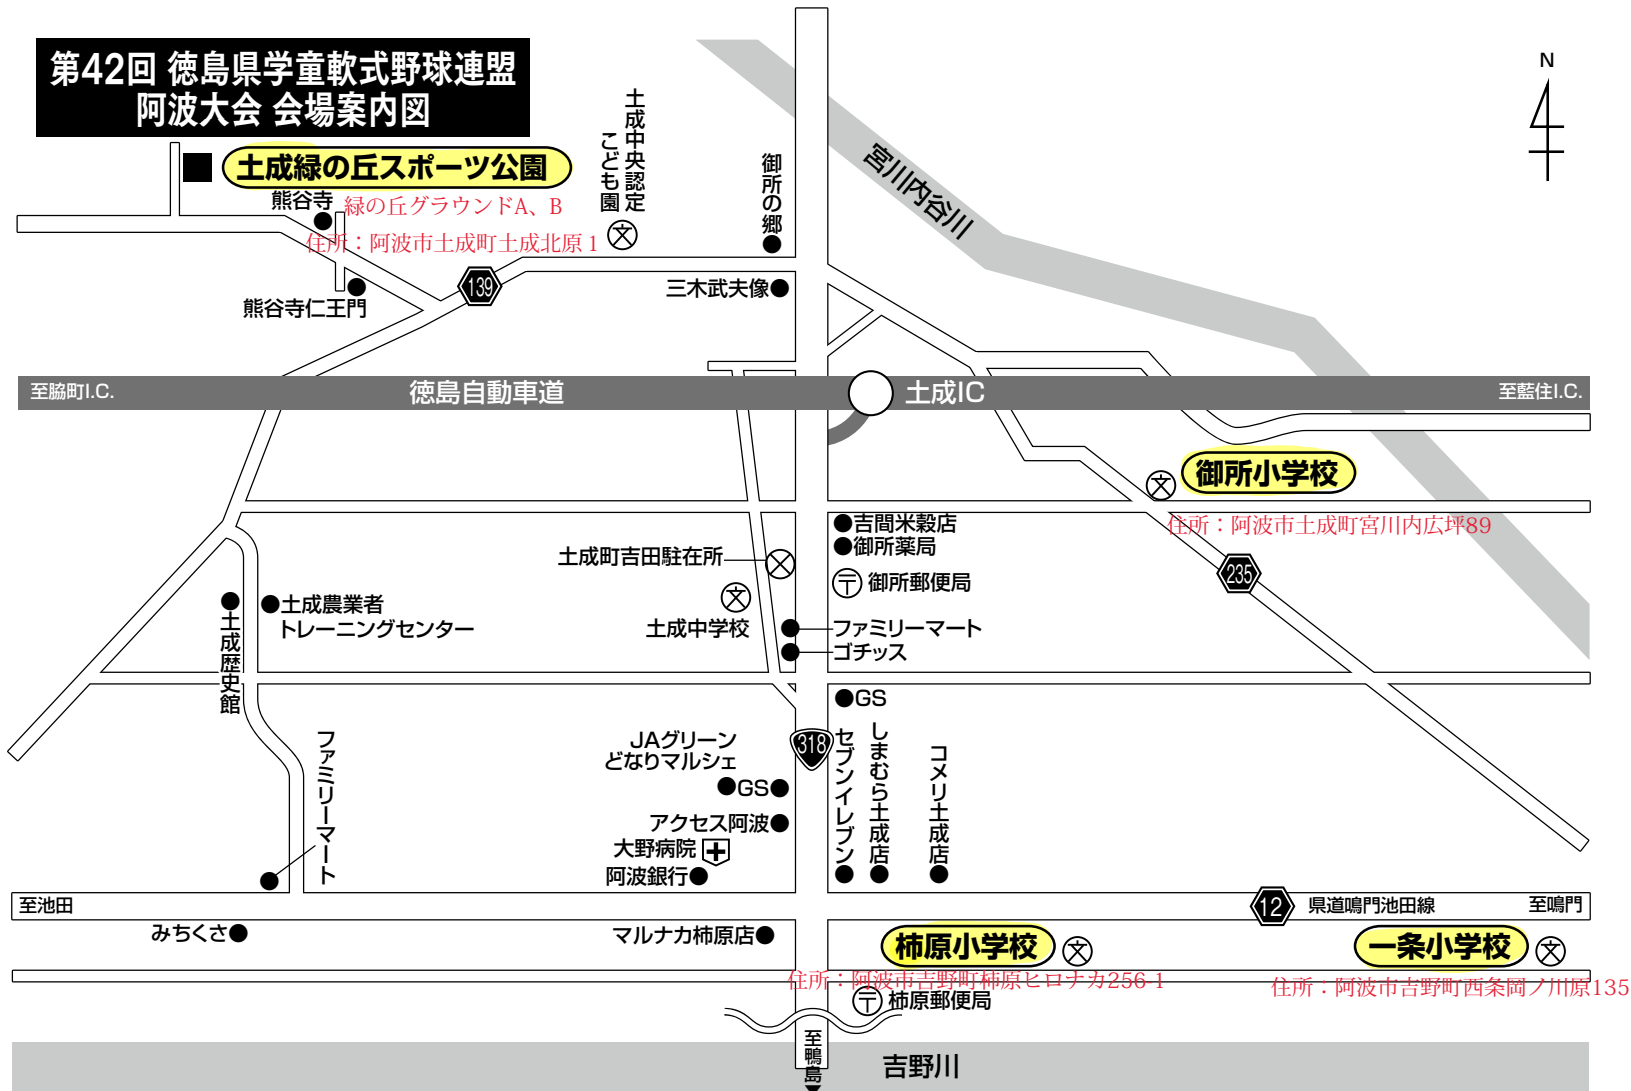 第42回 徳島県学童軟式野球連盟
阿波大会 会場案内図
N
土成緑の丘スポーツ公園
緑の丘グラウンドA、B
住所：阿波市土成町土成北原１
熊谷寺
熊谷寺仁王門
土成中央認定
こども園
文
御所の郷
宮川内谷川
139
三木武夫像
至脇町I.C.
徳島自動車道
土成IC
至藍住I.C.
御所小学校
文
住所：阿波市土成町宮川内広坪89
吉間米穀店
御所薬局
御所郵便局
土成町吉田駐在所
文
土成中学校
ファミリーマート
ゴチッス
235
土成農業者
トレーニングセンター
土成歴史館
GS
318
JAグリーン
どなりマルシェ
GS
アクセス阿波
大野病院
阿波銀行
セブンイレブン
しまむら土成店
コメリ土成店
ファミリーマート
至池田
12
県道鳴門池田線
至鳴門
みちくさ
マルナカ柿原店
柿原小学校
文
住所：阿波市吉野町柿原ヒロナカ256-1
一条小学校
文
住所：阿波市吉野町西条岡ノ川原135
〒
柿原郵便局
至鴨島
吉野川